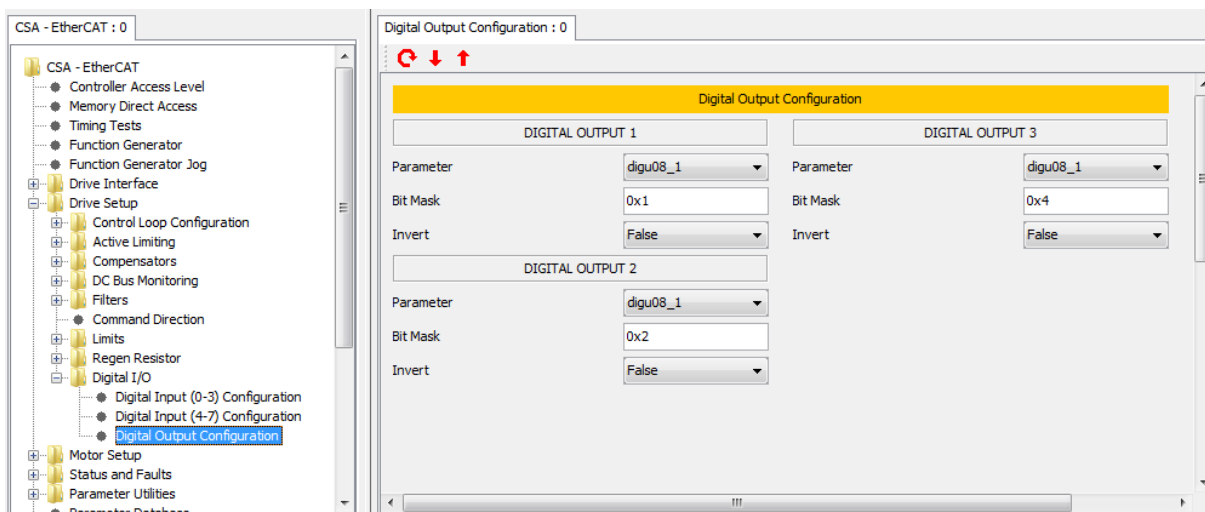 CSA - EtherCAT : 0
CSA - EtherCAT
Controller Access Level
Memory Direct Access
Timing Tests
Function Generator
Function Generator Jog
Drive Interface
Drive Setup
Control Loop Configuration
Active Limiting
Compensators
DC Bus Monitoring
Filters
Command Direction
Limits
Regen Resistor
Digital I/O
Digital Input (0-3) Configuration
Digital Input (4-7) Configuration
Digital Output Configuration
Motor Setup
Status and Faults
Parameter Utilities
Parameter Database
Digital Output Configuration : 0
Digital Output Configuration
DIGITAL OUTPUT 1
Parameter digu08_1
Bit Mask 0x1
Invert False
DIGITAL OUTPUT 2
Parameter digu08_1
Bit Mask 0x2
Invert False
DIGITAL OUTPUT 3
Parameter digu08_1
Bit Mask 0x4
Invert False